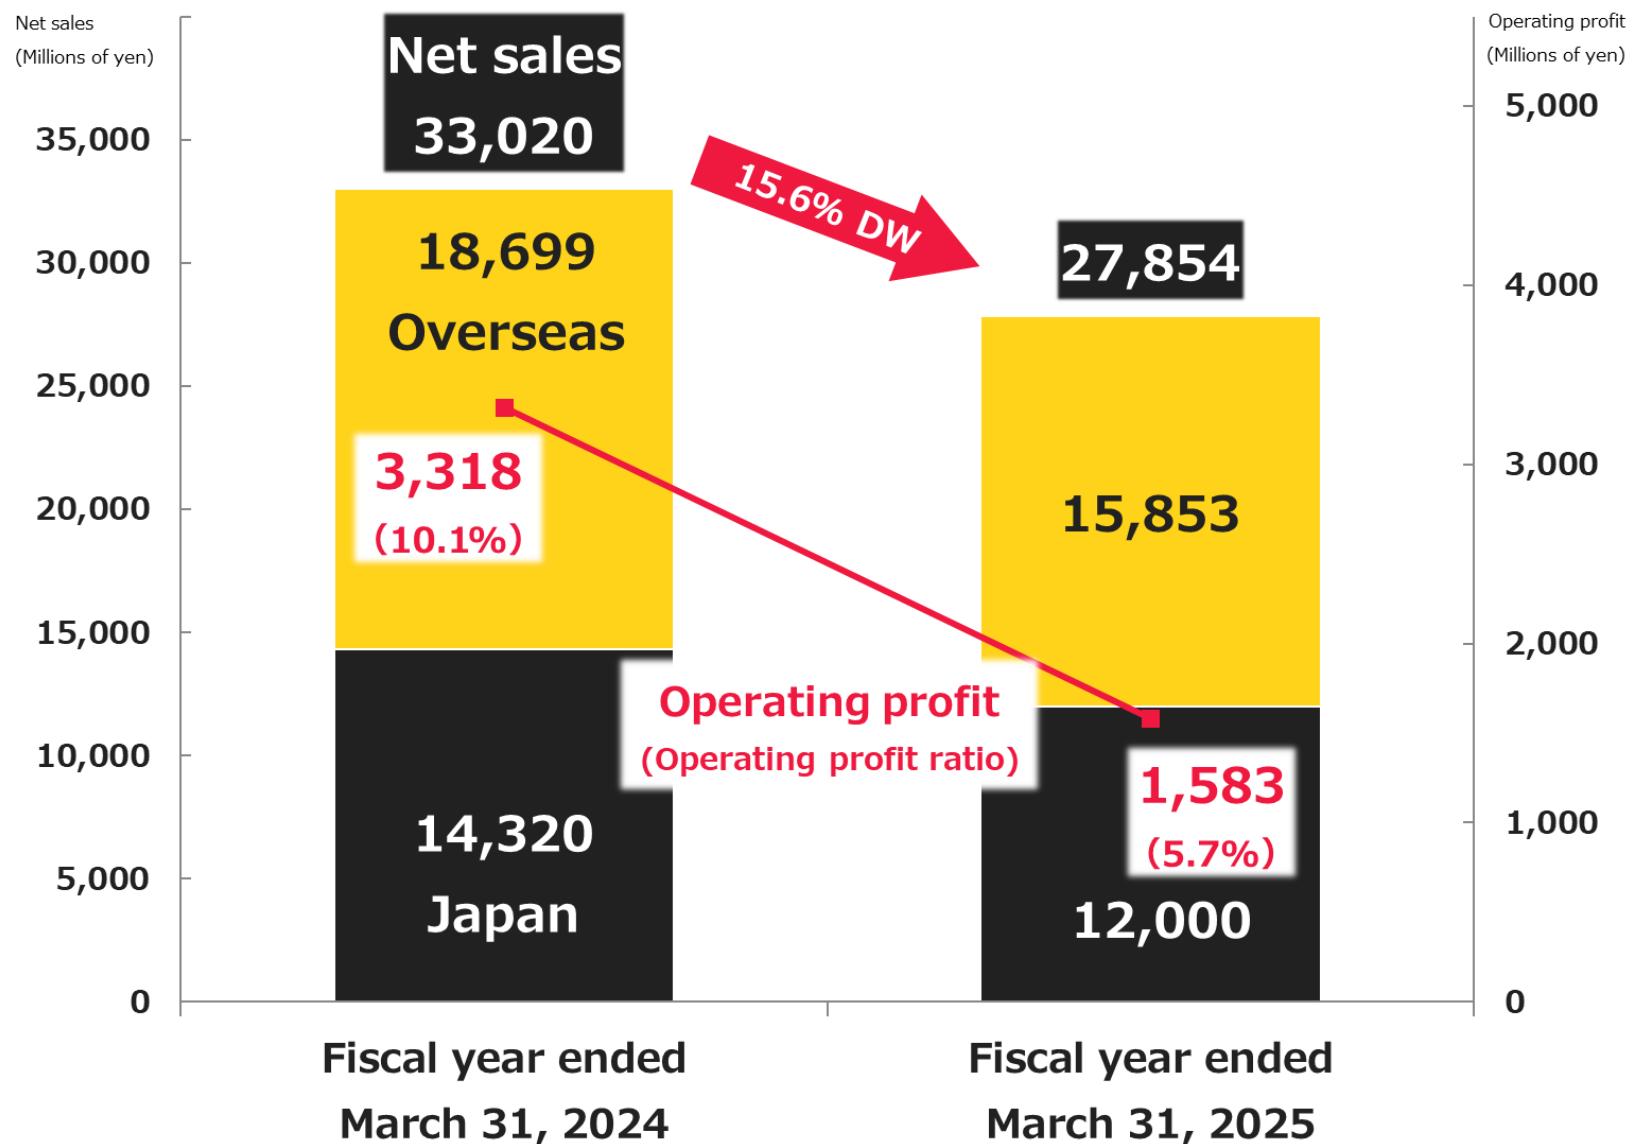 Net sales
(Millions of yen)
Operating profit
(Millions of yen)
Net sales
33,020
15.6% DW
27,854
35,000
30,000
25,000
20,000
15,000
10,000
5,000
0
5,000
4,000
3,000
2,000
1,000
0
18,699
Overseas
3,318
(10.1%)
15,853
Operating profit
(Operating profit ratio)
14,320
Japan
1,583
(5.7%)
12,000
Fiscal year ended
March 31, 2024
Fiscal year ended
March 31, 2025